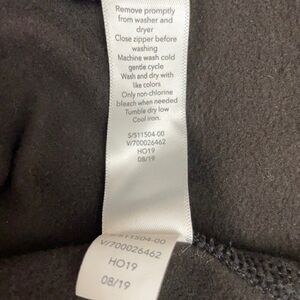 Remove promptly
from washer and
dryer
Close zipper before
washing
Machine wash cold
gentle cycle
Wash and dry with
like colors
Only non-chlorine
bleach when needed
Tumble dry low
Cool iron.
S/511504-00
V/700026462
HO19
08/19
S/511504-00
V/700026462
HO19
08/19